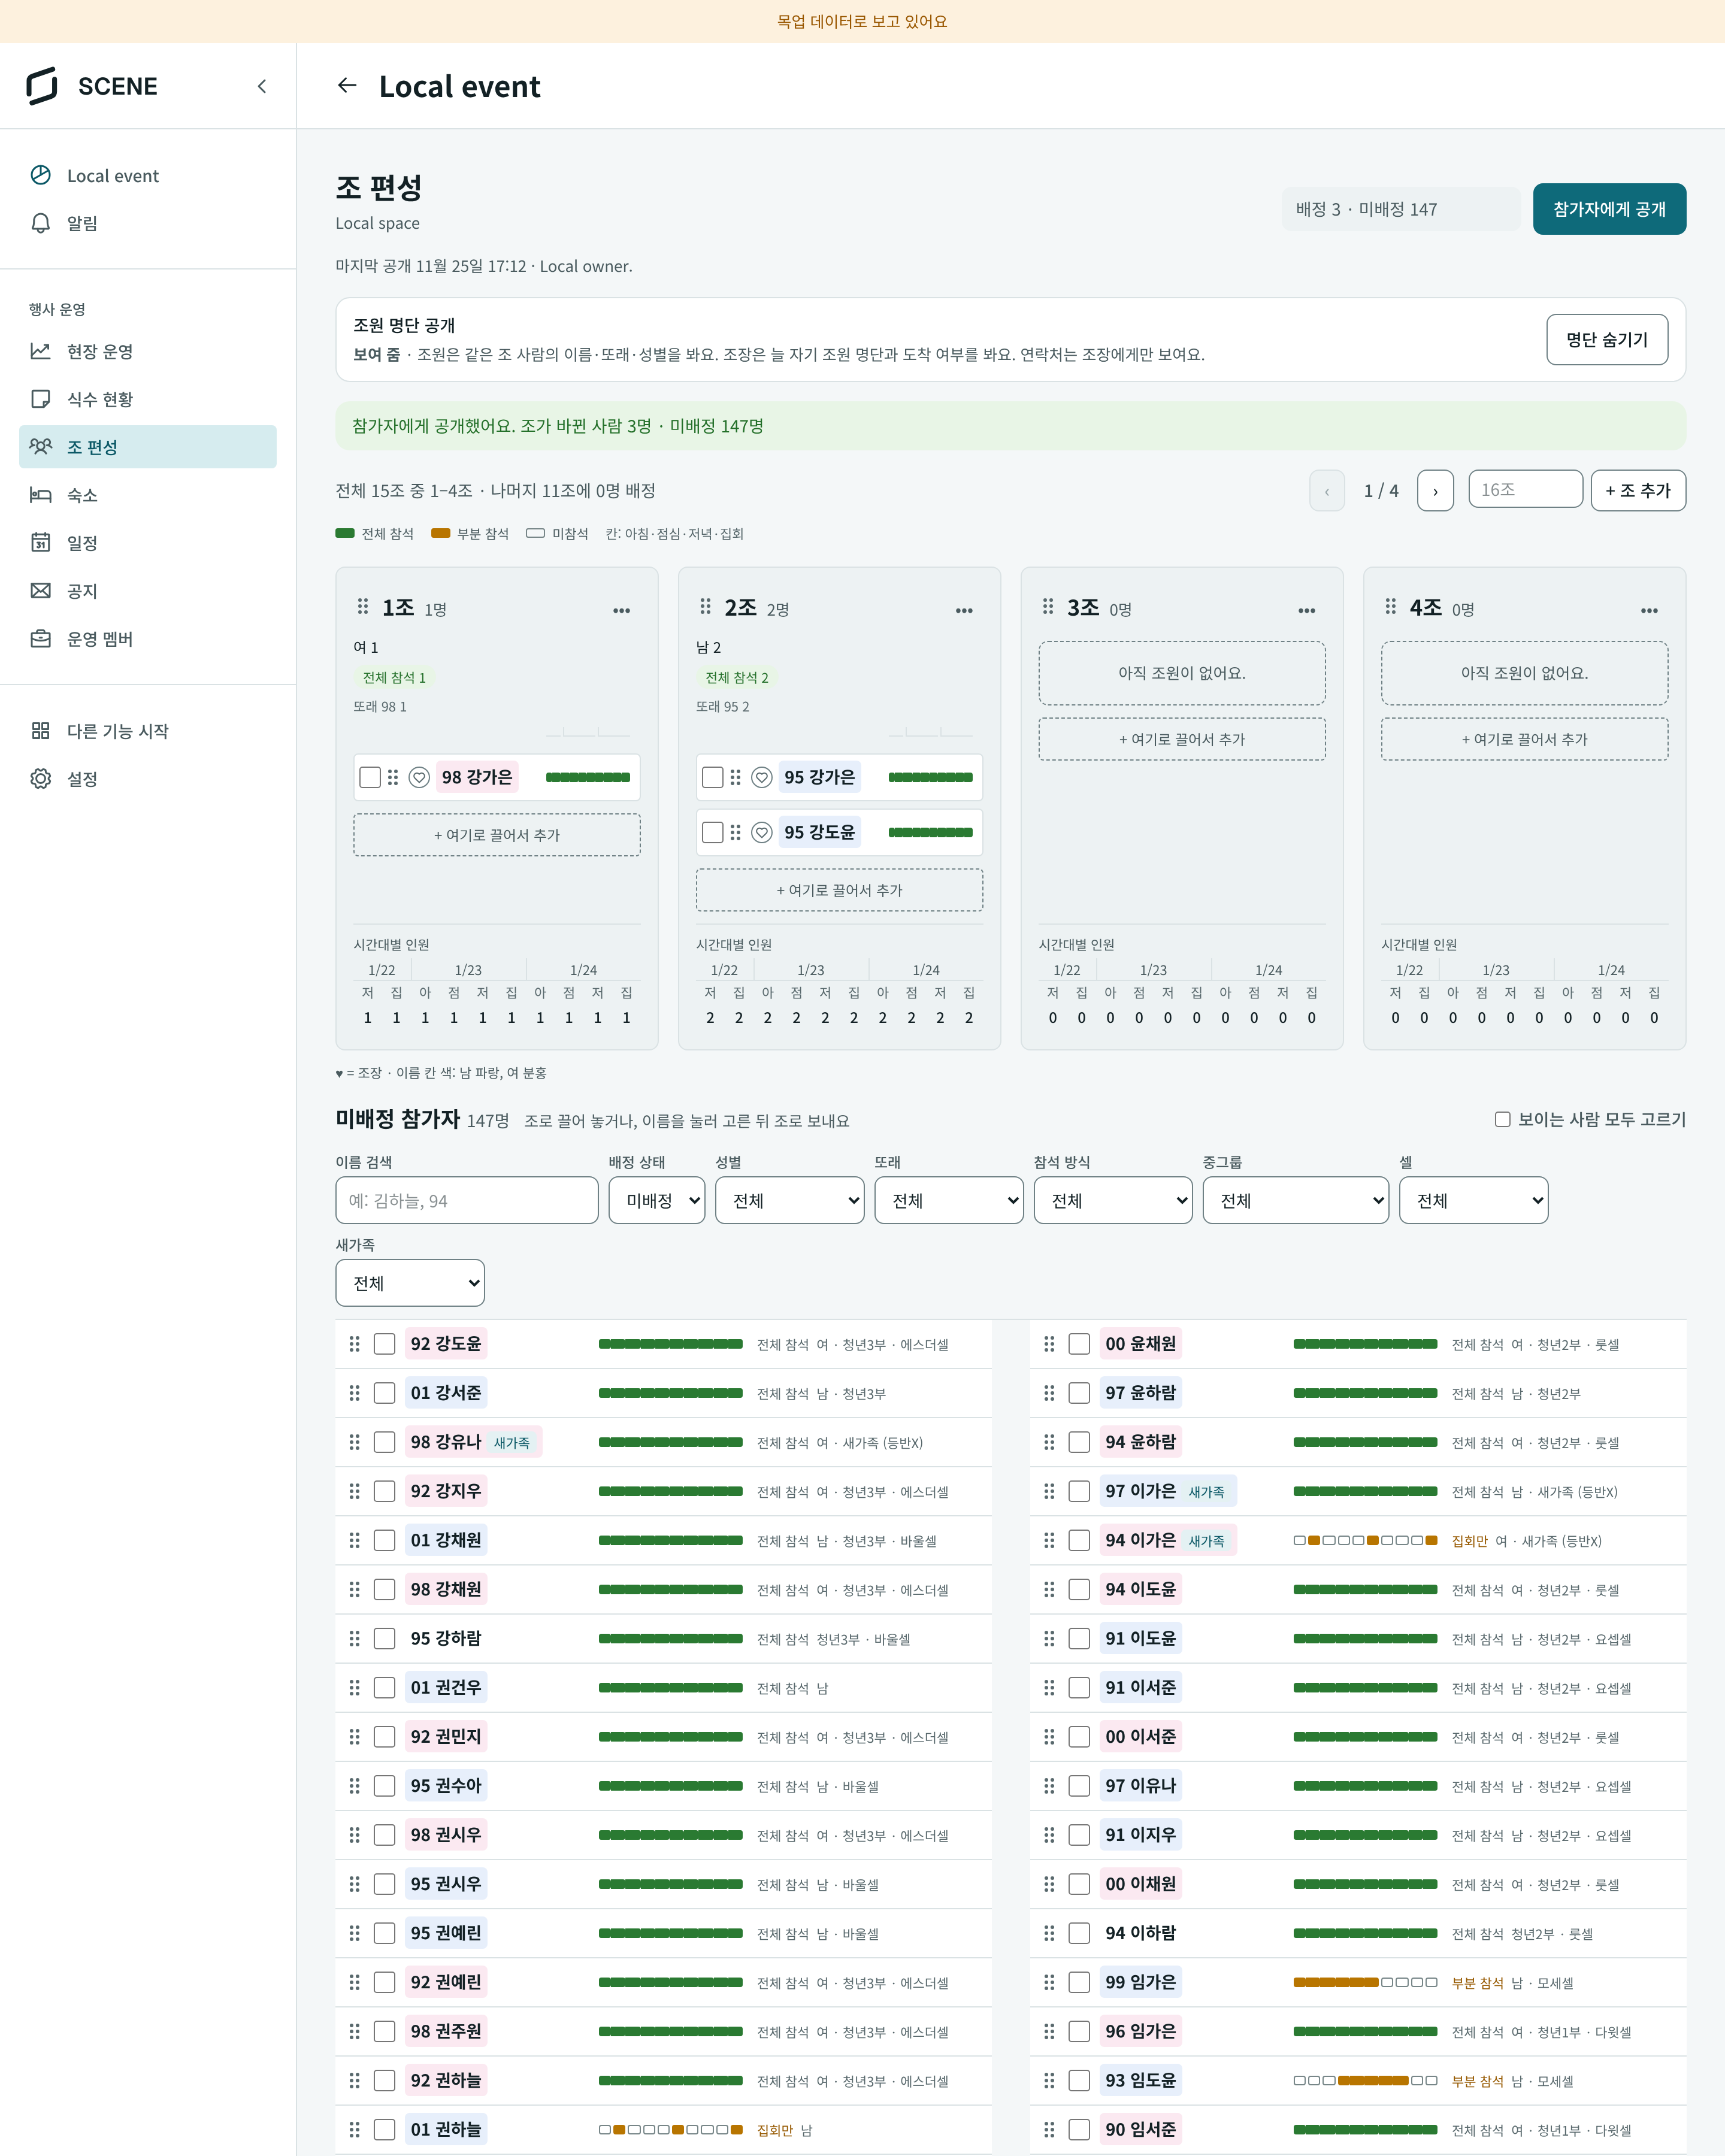 목업 데이터로 보고 있어요
SCENE
Local event
알림
행사 운영
현장 운영
식수 현황
조 편성
숙소
일정
공지
운영 멤버
다른 기능 시작
설정
Local event
조 편성
Local space
배정 3 · 미배정 147
참가자에게 공개
마지막 공개 11월 25일 17:12 · Local owner.
조원 명단 공개
보여 줌 · 조원은 같은 조 사람의 이름·또래·성별을 봐요. 조장은 늘 자기 조원 명단과 도착 여부를 봐요. 연락처는 조장에게만 보여요.
명단 숨기기
참가자에게 공개했어요. 조가 바뀐 사람 3명 · 미배정 147명
전체 15조 중 1–4조 · 나머지 11조에 0명 배정
‹ 1 / 4 › 16조 + 조 추가
전체 참석 부분 참석 미참석 칸: 아침·점심·저녁·집회
1조 1명
여 1
전체 참석 1
또래 98 1
98 강가은
+ 여기로 끌어서 추가
시간대별 인원
1/22 1/23 1/24
저 집 아 점 저 집 아 점 저 집
1 1 1 1 1 1 1 1 1 1
2조 2명
남 2
전체 참석 2
또래 95 2
95 강가은
95 강도윤
+ 여기로 끌어서 추가
시간대별 인원
1/22 1/23 1/24
저 집 아 점 저 집 아 점 저 집
2 2 2 2 2 2 2 2 2 2
3조 0명
아직 조원이 없어요.
+ 여기로 끌어서 추가
시간대별 인원
1/22 1/23 1/24
저 집 아 점 저 집 아 점 저 집
0 0 0 0 0 0 0 0 0 0
4조 0명
아직 조원이 없어요.
+ 여기로 끌어서 추가
시간대별 인원
1/22 1/23 1/24
저 집 아 점 저 집 아 점 저 집
0 0 0 0 0 0 0 0 0 0
♥ = 조장 · 이름 칸 색: 남 파랑, 여 분홍
미배정 참가자 147명 조로 끌어 놓거나, 이름을 눌러 고른 뒤 조로 보내요
보이는 사람 모두 고르기
이름 검색 배정 상태 성별 또래 참석 방식 중그룹 셀
예: 김하늘, 94 미배정 전체 전체 전체 전체 전체
새가족
전체
92 강도윤 전체 참석 여 · 청년3부 · 에스더셀
01 강서준 전체 참석 남 · 청년3부
98 강유나 새가족 전체 참석 여 · 새가족 (등반X)
92 강지우 전체 참석 여 · 청년3부 · 에스더셀
01 강채원 전체 참석 남 · 청년3부 · 바울셀
98 강채원 전체 참석 여 · 청년3부 · 에스더셀
95 강하람 전체 참석 청년3부 · 바울셀
01 권건우 전체 참석 남
92 권민지 전체 참석 여 · 청년3부 · 에스더셀
95 권수아 전체 참석 남 · 바울셀
98 권시우 전체 참석 여 · 청년3부 · 에스더셀
95 권시우 전체 참석 남 · 바울셀
95 권예린 전체 참석 남 · 바울셀
92 권예린 전체 참석 여 · 청년3부 · 에스더셀
98 권주원 전체 참석 여 · 청년3부 · 에스더셀
92 권하늘 전체 참석 여 · 청년3부 · 에스더셀
01 권하늘 집회만 남
00 윤채원 전체 참석 여 · 청년2부 · 룻셀
97 윤하람 전체 참석 남 · 청년2부
94 윤하람 전체 참석 여 · 청년2부 · 룻셀
97 이가은 새가족 전체 참석 남 · 새가족 (등반X)
94 이가은 새가족 집회만 여 · 새가족 (등반X)
94 이도윤 전체 참석 여 · 청년2부 · 룻셀
91 이도윤 전체 참석 남 · 청년2부 · 요셉셀
91 이서준 전체 참석 남 · 청년2부 · 요셉셀
00 이서준 전체 참석 여 · 청년2부 · 룻셀
97 이유나 전체 참석 남 · 청년2부 · 요셉셀
91 이지우 전체 참석 남 · 청년2부 · 요셉셀
00 이채원 전체 참석 여 · 청년2부 · 룻셀
94 이하람 전체 참석 청년2부 · 룻셀
99 임가은 부분 참석 남 · 모세셀
96 임가은 전체 참석 여 · 청년1부 · 다윗셀
93 임도윤 부분 참석 남 · 모세셀
90 임서준 전체 참석 여 · 청년1부 · 다윗셀